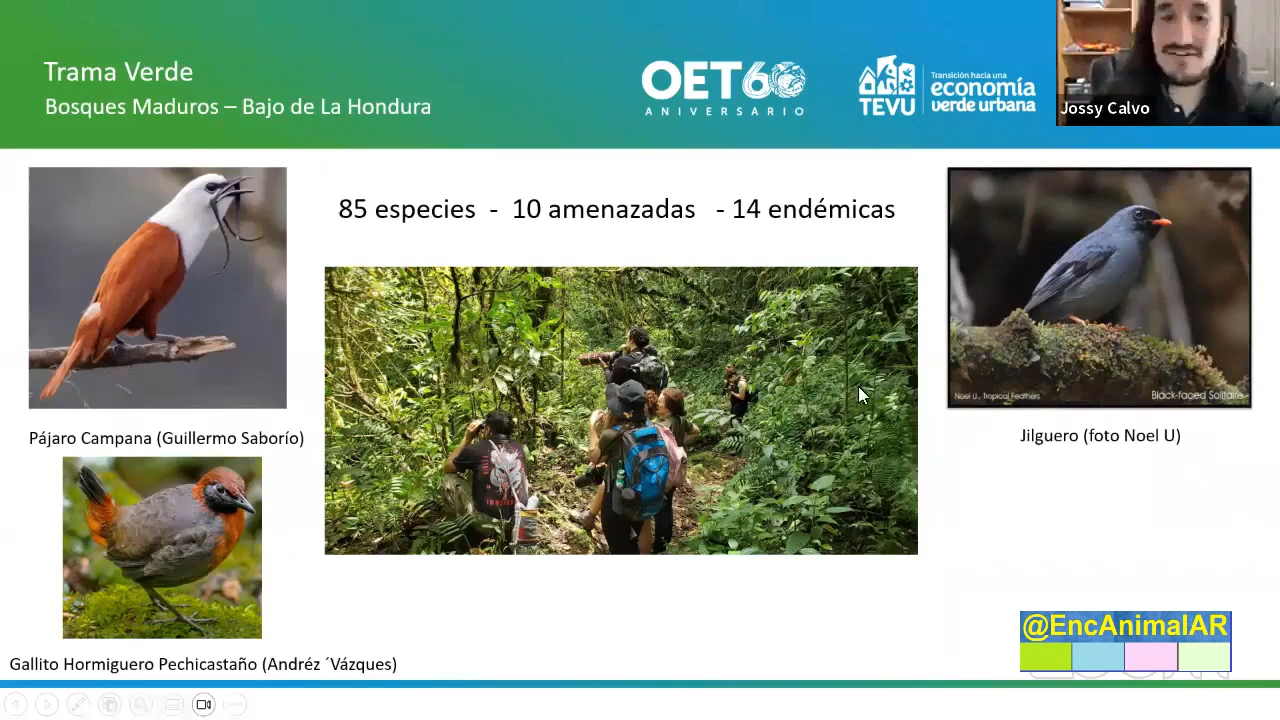 Trama Verde
Bosques Maduros – Bajo de La Hondura
OET60
ANIVERSARIO
TEVU
Transición hacia una
economía
verde urbana
Jossy Calvo
85 especies - 10 amenazadas - 14 endémicas
Noel U., Tropical Feathers
Black-faced Solitaire
Pájaro Campana (Guillermo Saborío)
Jilguero (foto Noel U)
@EncAnimalAR
Gallito Hormiguero Pechicastaño (Andréz ´Vázques)